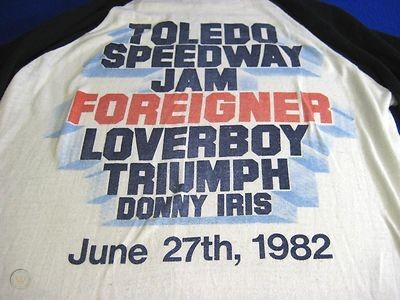 TOLEDO
SPEEDWAY
JAM
FOREIGNER
LOVERBOY
TRIUMPH
DONNY IRIS
June 27th, 1982